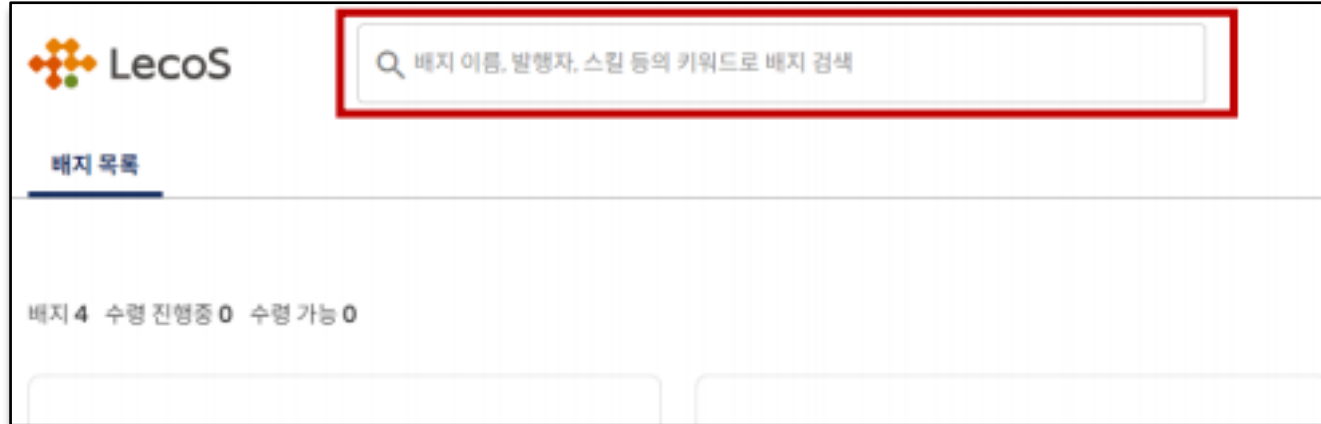 LecoS
배지 이름, 발행자, 스킬 등의 키워드로 배지 검색
배지 목록
배지 4 수령 진행중 0 수령 가능 0